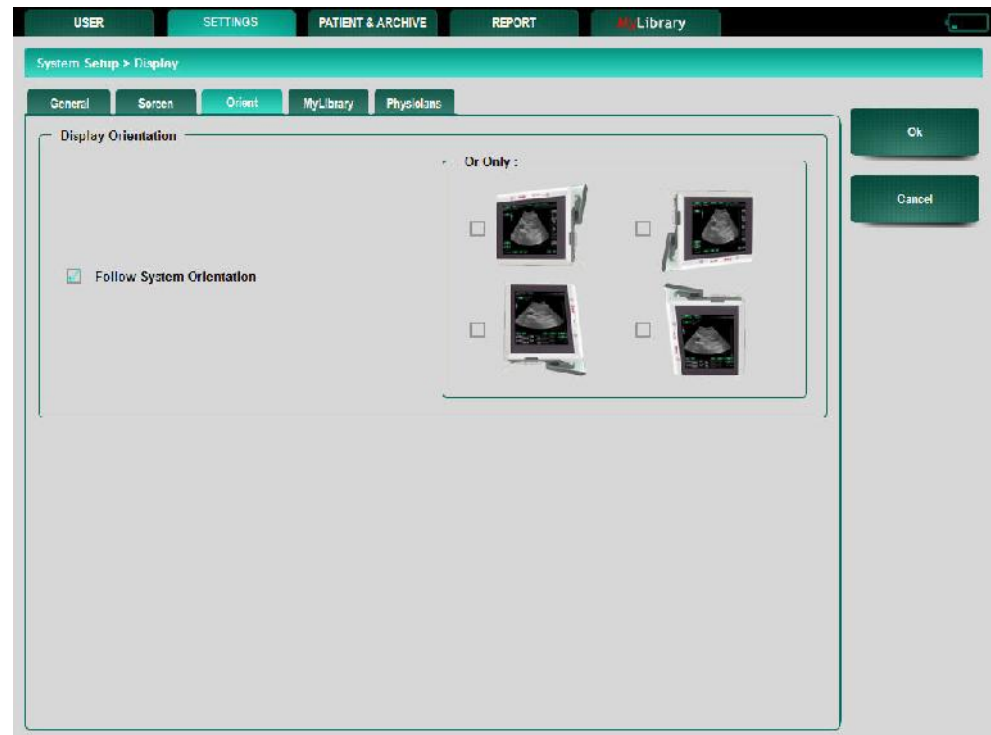 USER SETTINGS PATIENT & ARCHIVE REPORT MyLibrary
System Setup > Display
General Screen Orient MyLibrary Physicians
Display Orientation
Or Only :
Follow System Orientation
Ok
Cancel